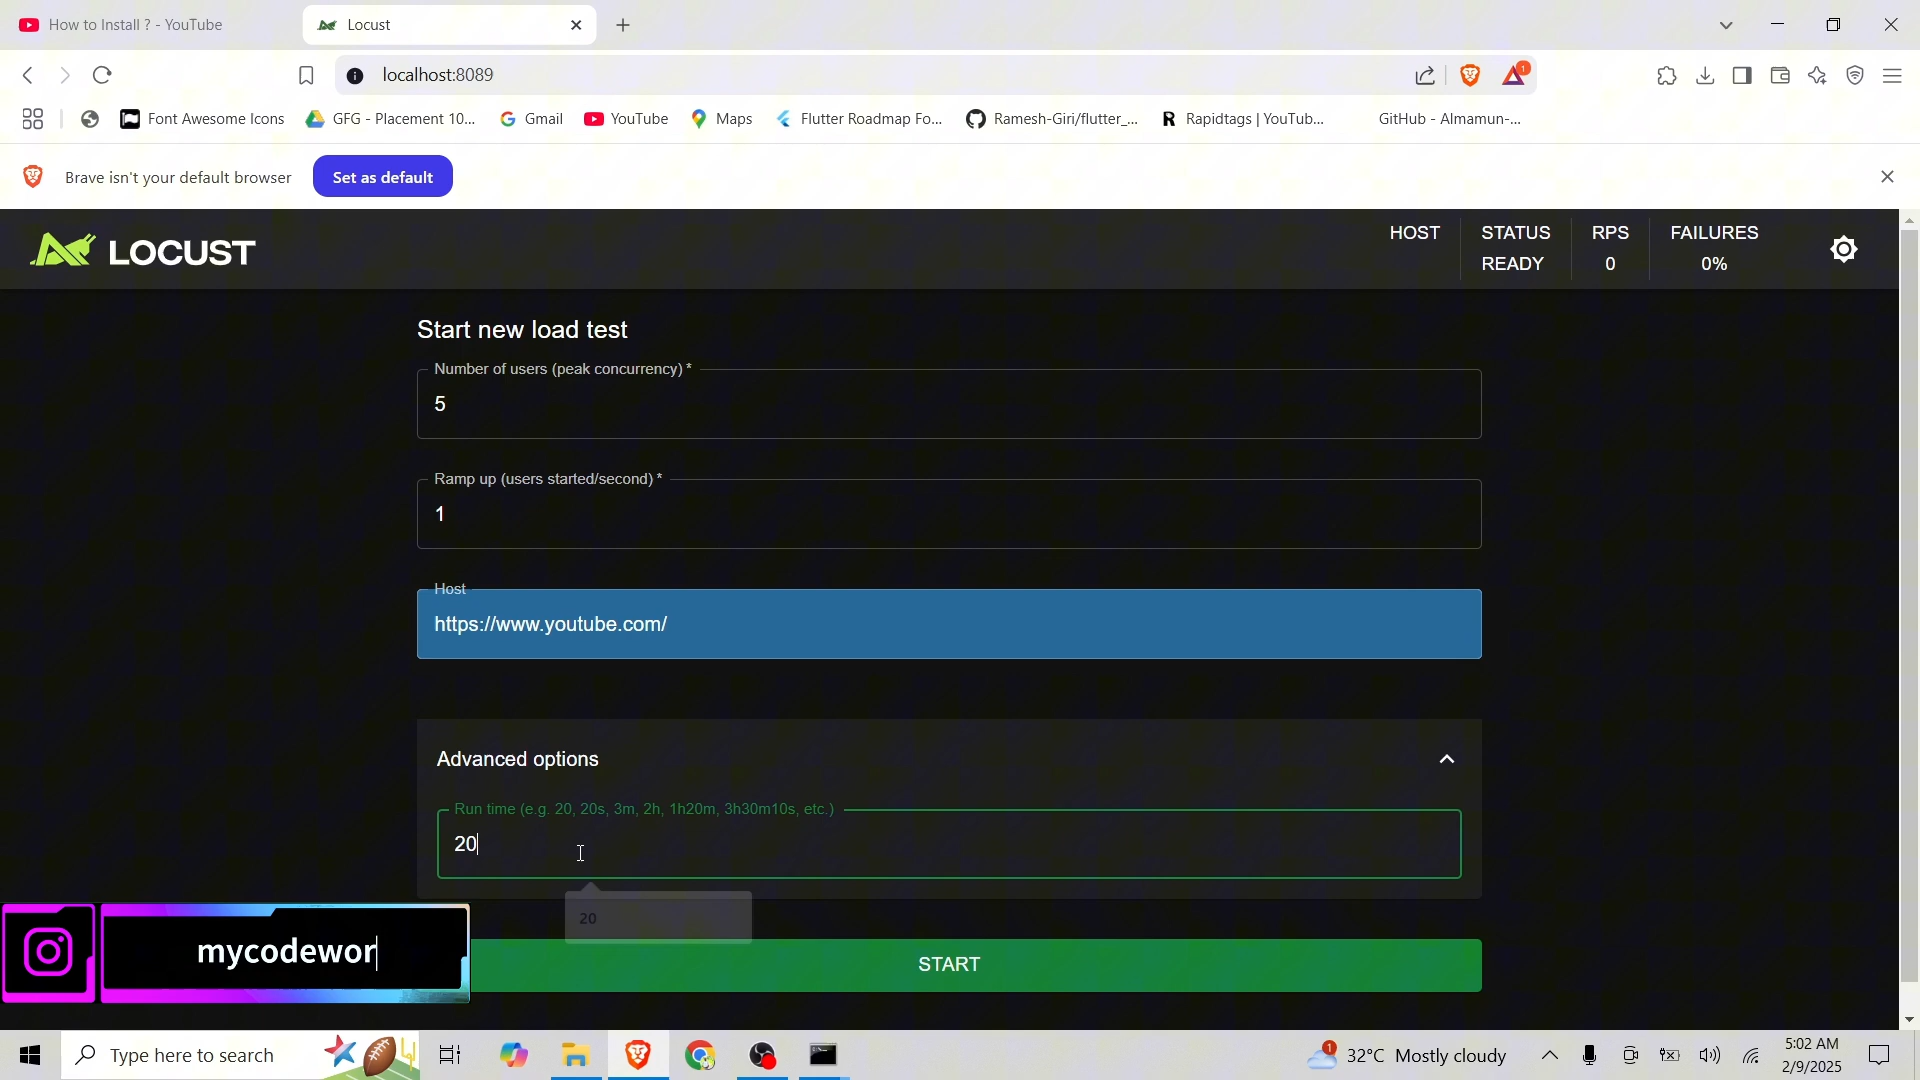 How to Install ? - YouTube
Locust
localhost:8089
1
Font Awesome Icons
GFG - Placement 10...
Gmail
YouTube
Maps
Flutter Roadmap Fo...
Ramesh-Giri/flutter_...
Rapidtags | YouTub...
GitHub - Almamun-...
Brave isn't your default browser
Set as default
LOCUST
HOST
STATUS
READY
RPS
0
FAILURES
0%
Start new load test
Number of users (peak concurrency) *
5
Ramp up (users started/second) *
1
Host
https://www.youtube.com/
Advanced options
Run time (e.g. 20, 20s, 3m, 2h, 1h20m, 3h30m10s, etc.)
20
20
mycodewor
START
Type here to search
1
32°C Mostly cloudy
5:02 AM
2/9/2025